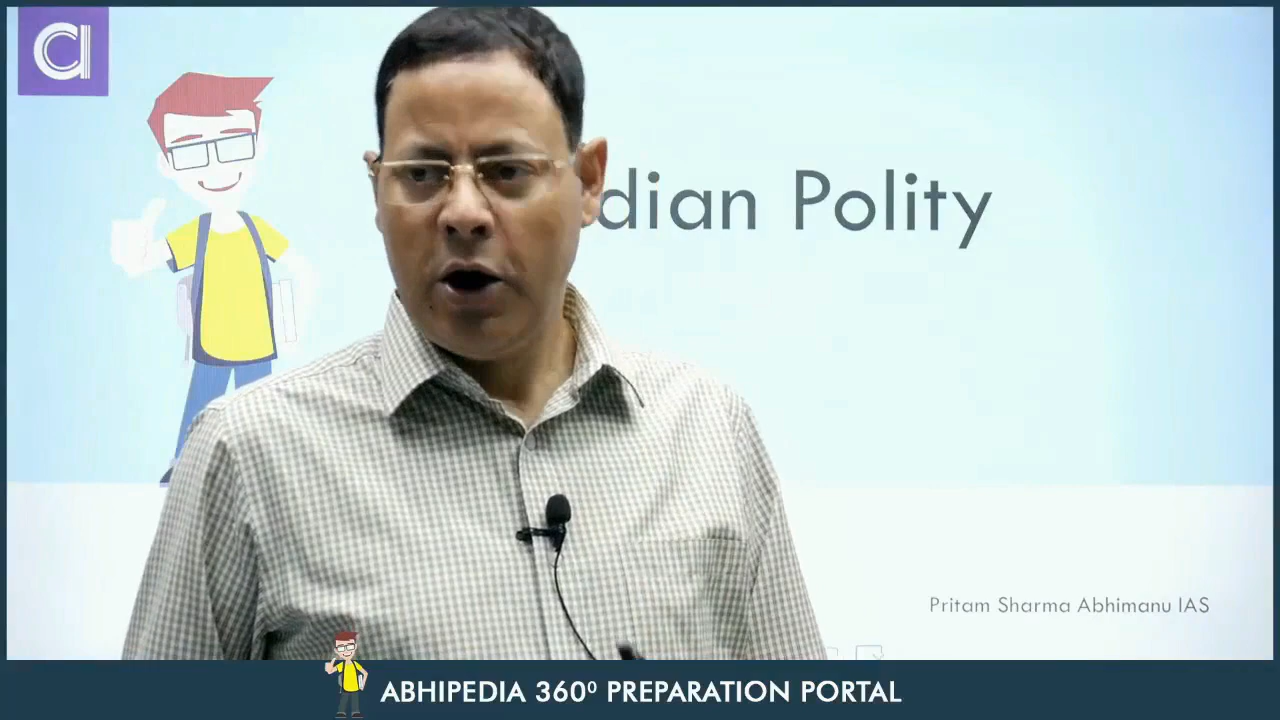 dian Polity
Pritam Sharma Abhimanu IAS
ABHIPEDIA 360⁰ PREPARATION PORTAL